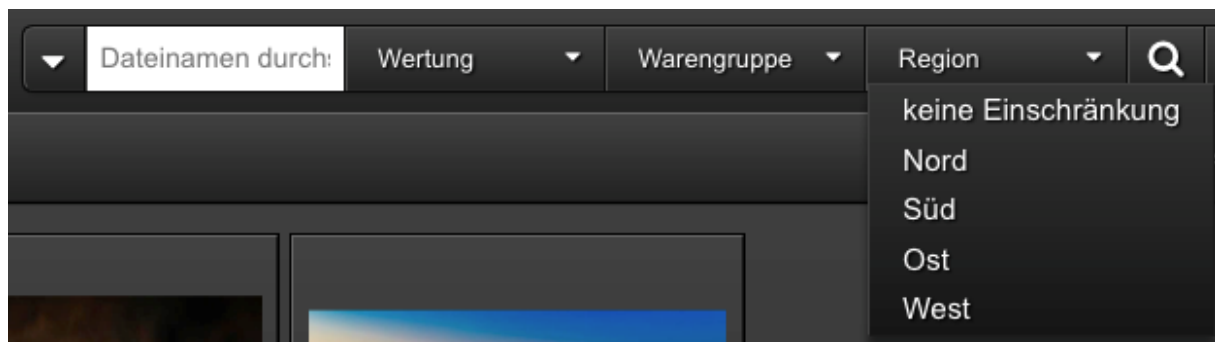 Dateinamen durch
Wertung
Warengruppe
Region
keine Einschränkung
Nord
Süd
Ost
West